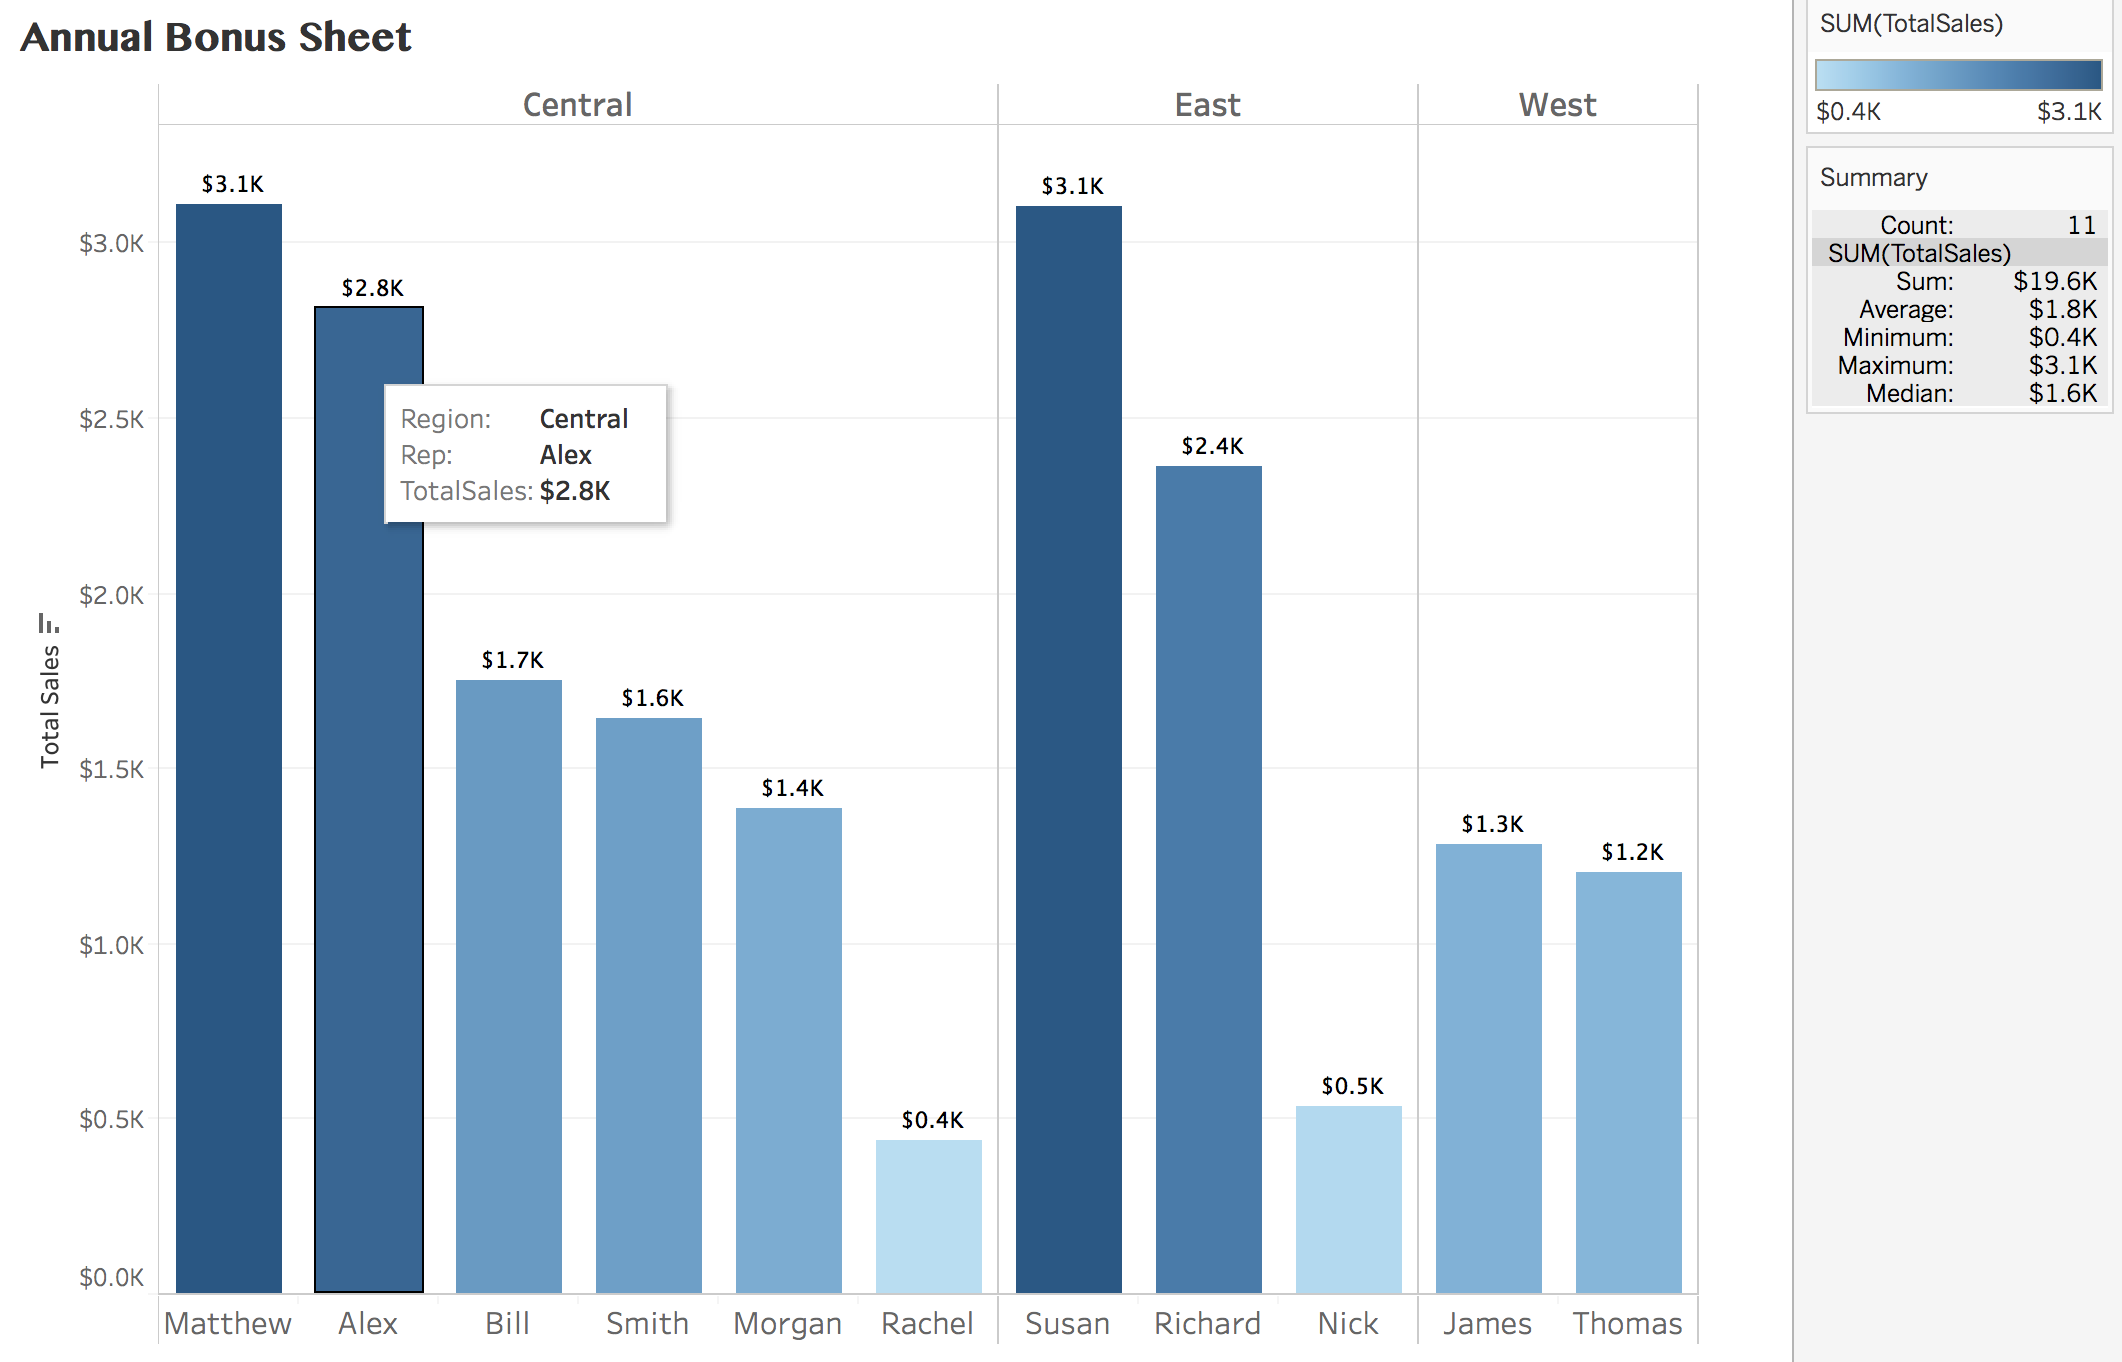 Annual Bonus Sheet
Central East West
$3.1K
$2.8K
$1.7K
$1.6K
$1.4K
$0.4K
$3.1K
$2.4K
$0.5K
$1.3K
$1.2K
Region: Central
Rep: Alex
TotalSales: $2.8K
Total Sales
$3.0K
$2.5K
$2.0K
$1.5K
$1.0K
$0.5K
$0.0K
Matthew Alex Bill Smith Morgan Rachel Susan Richard Nick James Thomas
SUM(TotalSales)
$0.4K $3.1K
Summary
Count: 11
SUM(TotalSales)
Sum: $19.6K
Average: $1.8K
Minimum: $0.4K
Maximum: $3.1K
Median: $1.6K